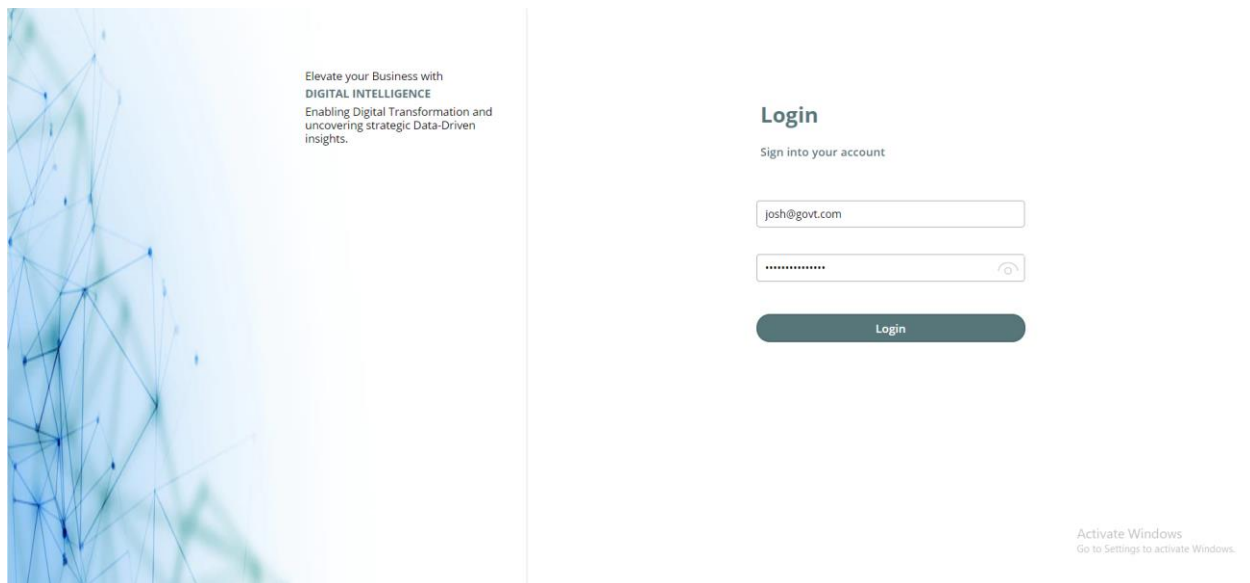 Elevate your Business with
DIGITAL INTELLIGENCE
Enabling Digital Transformation and
uncovering strategic Data-Driven
insights.
Login
Sign into your account
josh@govt.com
•••••••••••••••
Login
Activate Windows
Go to Settings to activate Windows.